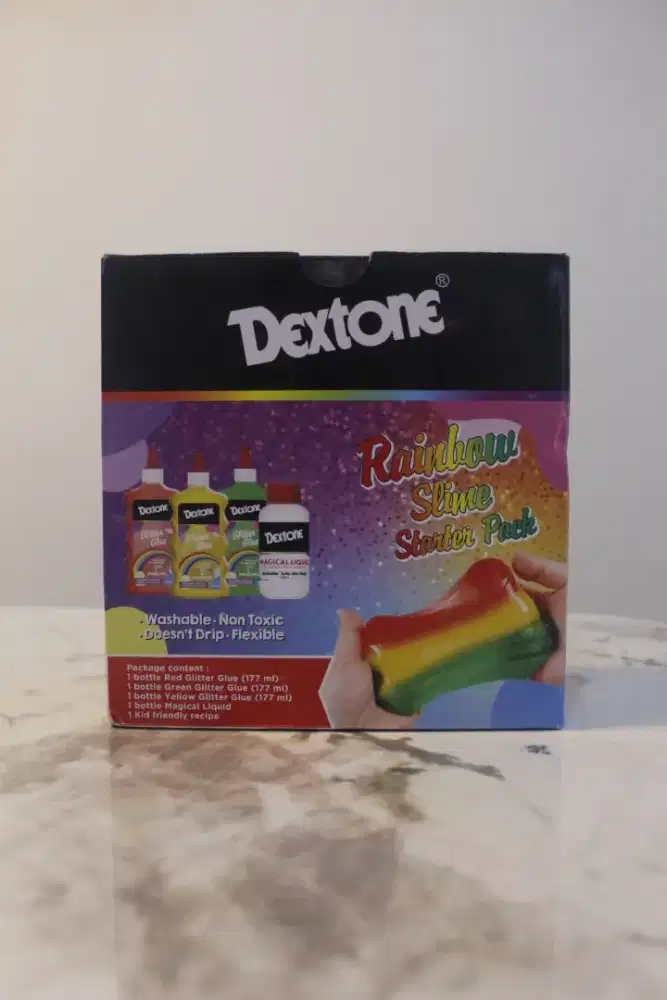 DEXTONE®
Rainbow
Slime
Starter Pack
DEXTONE
DEXTONE
DEXTONE
DEXTONE
Glitter
Glue
MAGICAL LIQUID
• Washable • Non Toxic
• Doesn't Drip • Flexible
Package content :
1 bottle Red Glitter Glue (177 ml)
1 bottle Green Glitter Glue (177 ml)
1 bottle Yellow Glitter Glue (177 ml)
1 bottle Magical Liquid
1 Kid friendly recipe